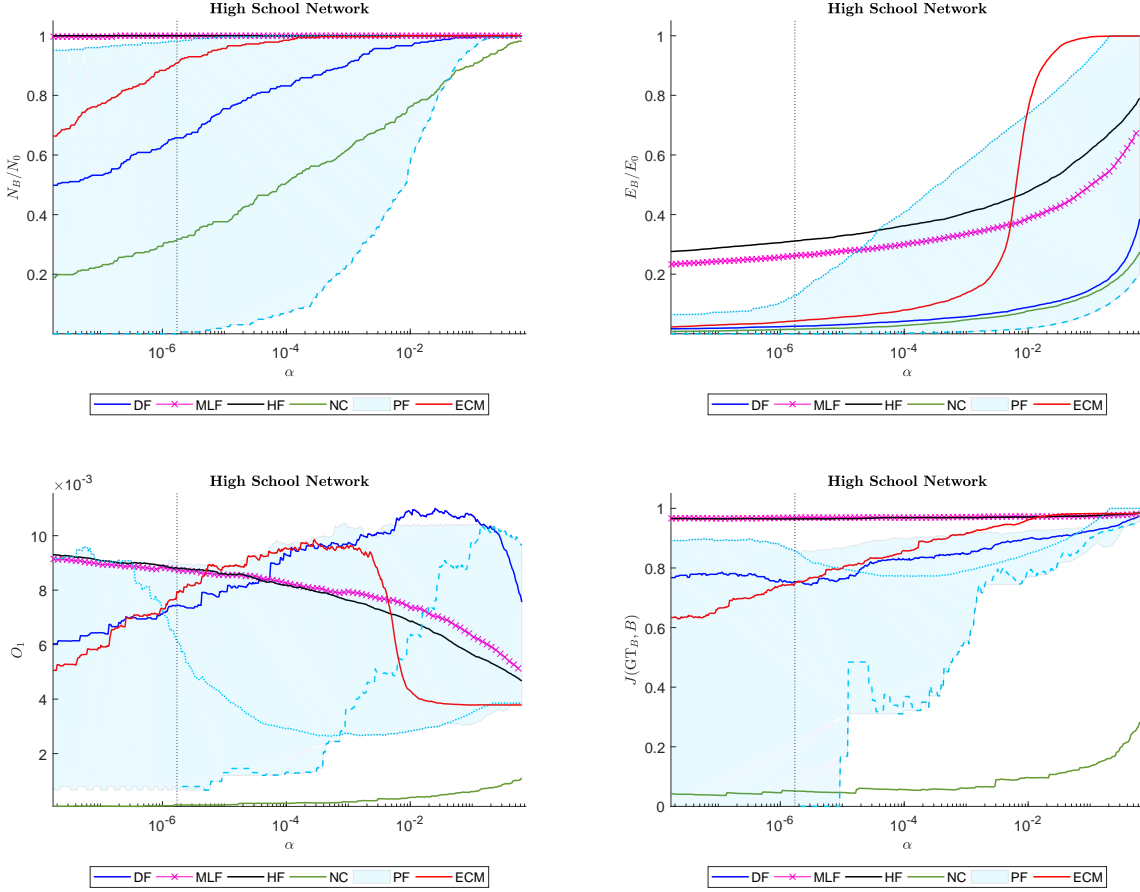 High School Network
1
0.8
0.6
0.4
0.2
N_B/N_0
10^-6 10^-4 10^-2
α
DF MLF HF NC PF ECM
High School Network
1
0.8
0.6
0.4
0.2
E_B/E_0
10^-6 10^-4 10^-2
α
DF MLF HF NC PF ECM
High School Network
×10^-3
10
8
6
4
2
O_1
10^-6 10^-4 10^-2
α
DF MLF HF NC PF ECM
High School Network
1
0.8
0.6
0.4
0.2
0
J(GT_B, B)
10^-6 10^-4 10^-2
α
DF MLF HF NC PF ECM